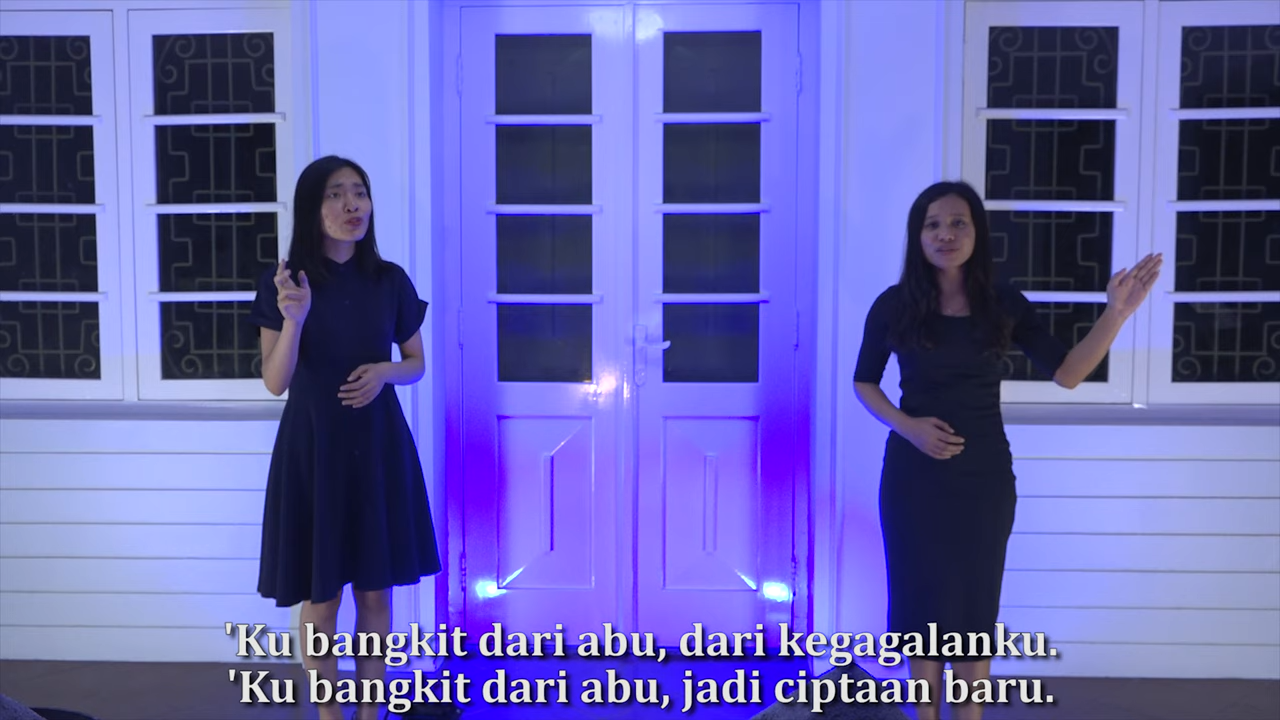 'Ku bangkit dari abu, dari kegagalanku.
'Ku bangkit dari abu, jadi ciptaan baru.